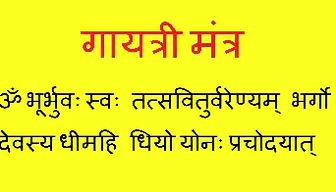 गायत्री मंत्र
ॐ भूर्भुवः स्वः तत्सवितुर्वरेण्यम् भर्गो
देवस्य धीमहि धियो योनः प्रचोदयात्